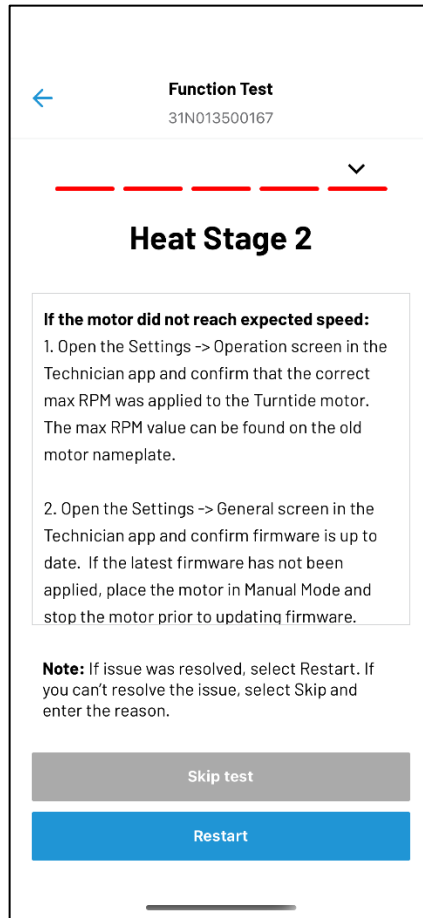 Function Test
31N013500167
Heat Stage 2
If the motor did not reach expected speed:
1. Open the Settings -> Operation screen in the
Technician app and confirm that the correct
max RPM was applied to the Turntide motor.
The max RPM value can be found on the old
motor nameplate.
2. Open the Settings -> General screen in the
Technician app and confirm firmware is up to
date. If the latest firmware has not been
applied, place the motor in Manual Mode and
stop the motor prior to updating firmware.
Note: If issue was resolved, select Restart. If
you can't resolve the issue, select Skip and
enter the reason.
Skip test
Restart